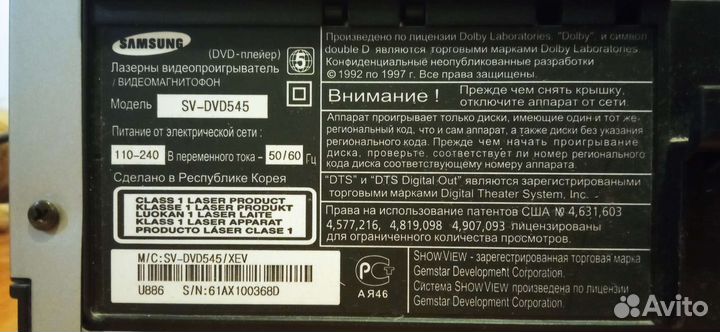 SAMSUNG
(DVD-плейер)
Лазерны видеопроигрыватель
/ВИДЕОМАГНИТОФОН
5
Модель SV-DVD545
Питание от электрической сети:
110-240 В переменного тока - 50/60 Гц
Сделано в Республике Корея
CLASS 1 LASER PRODUCT
KLASSE 1 LASER PRODUKT
LUOKAN 1 LASER LAITE
KLASS 1 LASER APPARAT
PRODUCTO LÁSER CLASE 1
M/C:SV-DVD545/XEV
U886 S/N:61AX100368D
Произведено по лицензии Dolby Laboratories. "Dolby", и символ
double D являются торговыми марками Dolby Laboratories.
Конфиденциальные неопубликованные разработки
© 1992 по 1997 г. Все права защищены.
Внимание ! Прежде чем снять крышку,
отключите аппарат от сети.
Аппарат проигрывает только диски, имеющие один и тот же
региональный код, что и сам аппарат, а также диски без указания
регионального кода. Прежде чем начать проигрывание
диска, проверьте, соответствует ли номер регионального
кода диска соответствующему номеру аппарата.
"DTS" и "DTS Digital Out" являются зарегистрированными
торговыми марками Digital Theater System, Inc.
Права на использование патентов США № 4,631,603
4,577,216, 4,819,098 4,907,093 лицензированы
для ограниченного количества просмотров.
РС
АЯ46
SHOWVIEW - зарегистрированная торговая марка
Gemstar Development Corporation.
Система SHOWVIEW произведена по лицензии
Gemstar Development Corporation.
Avito